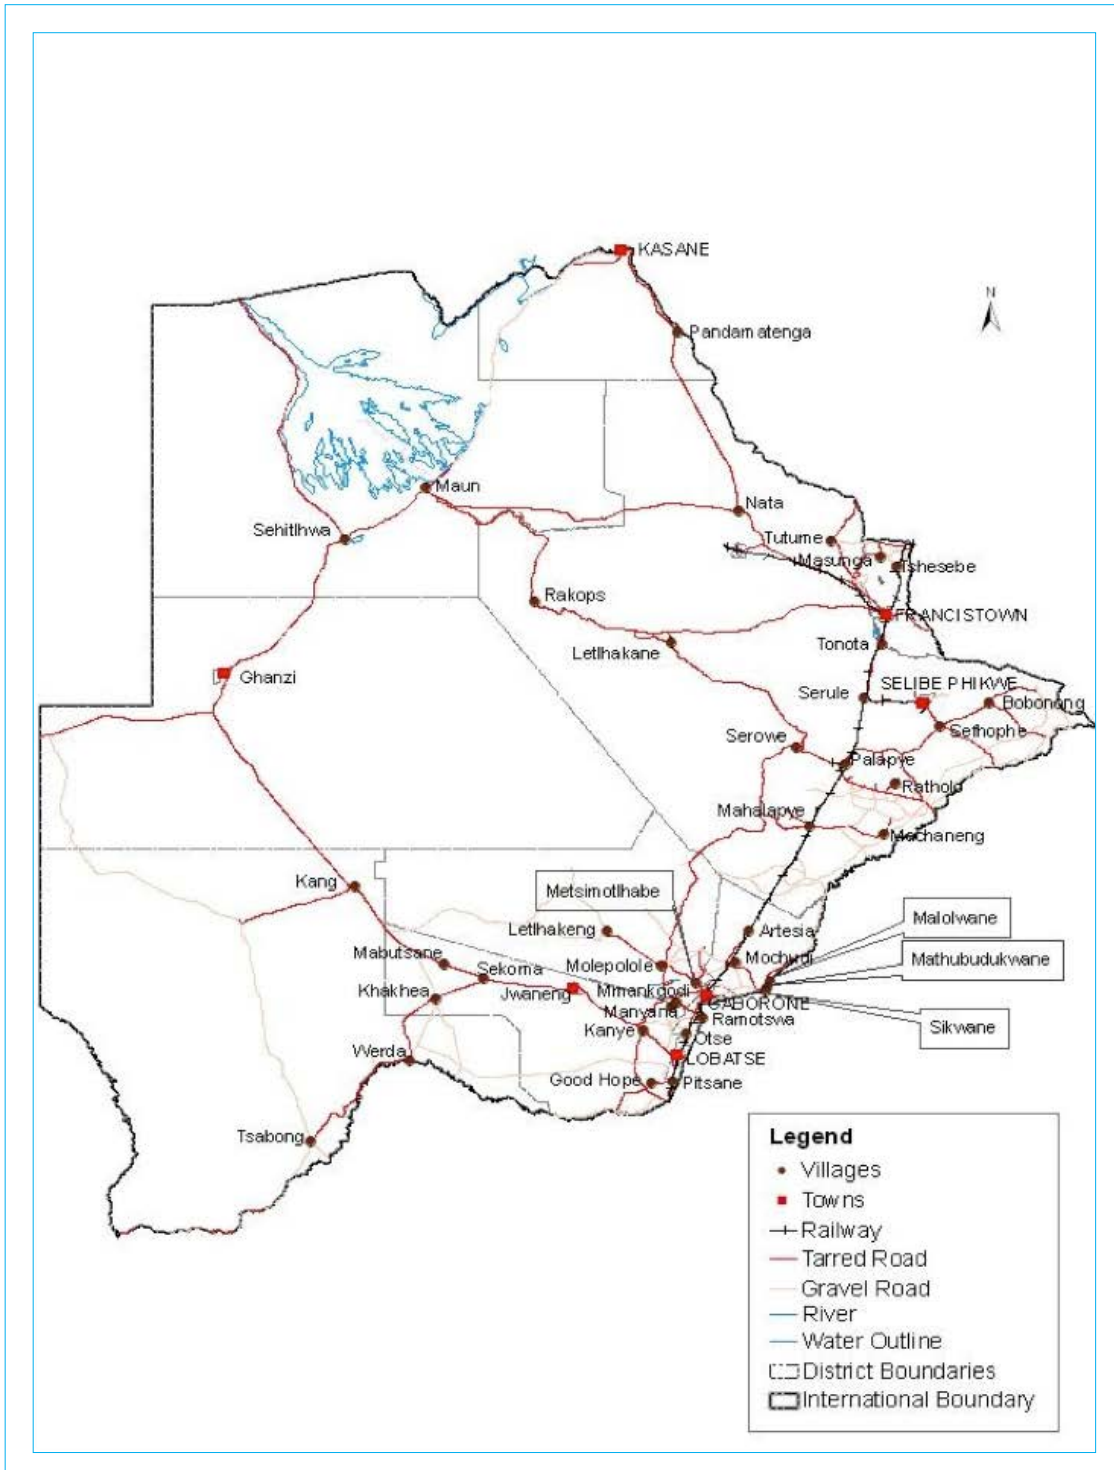 KASANE
N
Pandamatenga
Maun
Nata
Sehitlhwa
Tutume
Masunga
Tshesebe
Rakops
FRANCISTOWN
Letlhakane
Tonota
Ghanzi
SELIBE PHIKWE
Serule
Bobonong
Sefhophe
Serowe
Palapye
Ratholo
Mahalapye
Machaneng
Kang
Metsimotlhabe
Malolwane
Letlhakeng
Artesia
Mathubudukwane
Mabutsane
Molepolole
Mochudi
Sekoma
Khakhea
Jwaneng
Mmankgodi
GABORONE
Manyana
Ramotswa
Sikwane
Kanye
Otse
Werda
LOBATSE
Good Hope
Pitsane
Tsabong
Legend
Villages
Towns
Railway
Tarred Road
Gravel Road
River
Water Outline
District Boundaries
International Boundary